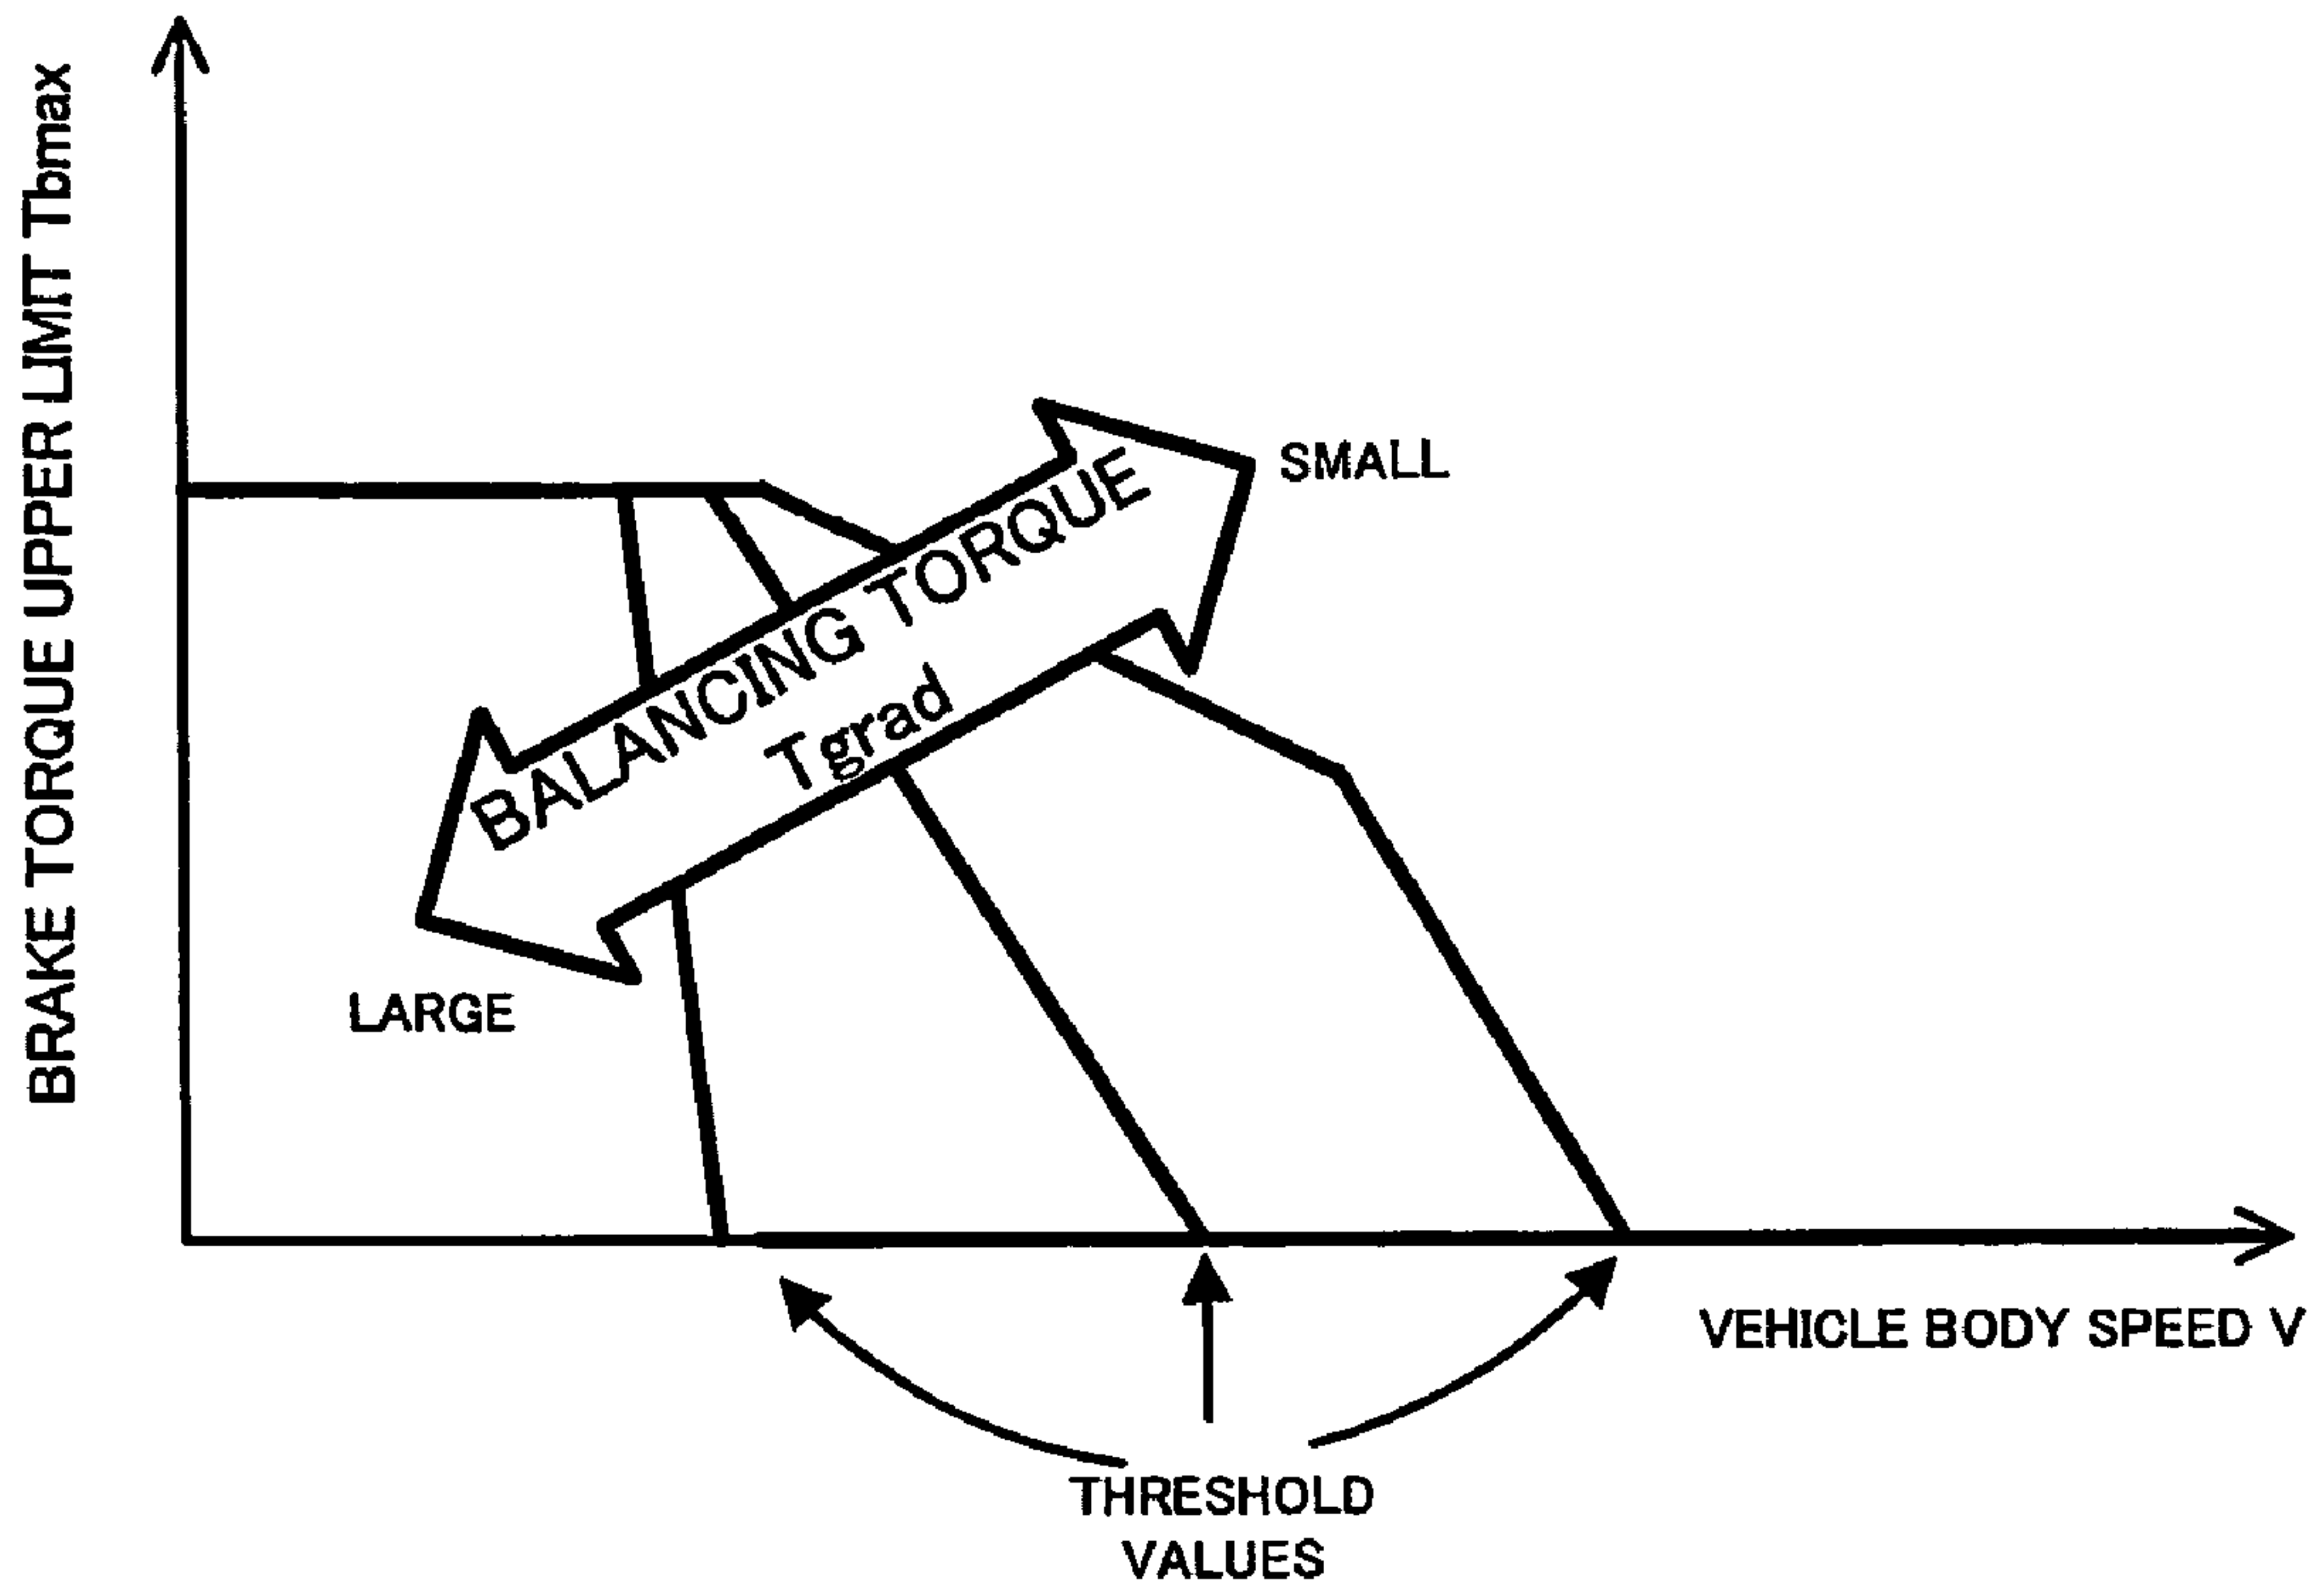 BRAKE TORQUE UPPER LIMIT Tbmax
SMALL
BALANCING TORQUE
Tgrad
LARGE
VEHICLE BODY SPEED V
THRESHOLD
VALUES